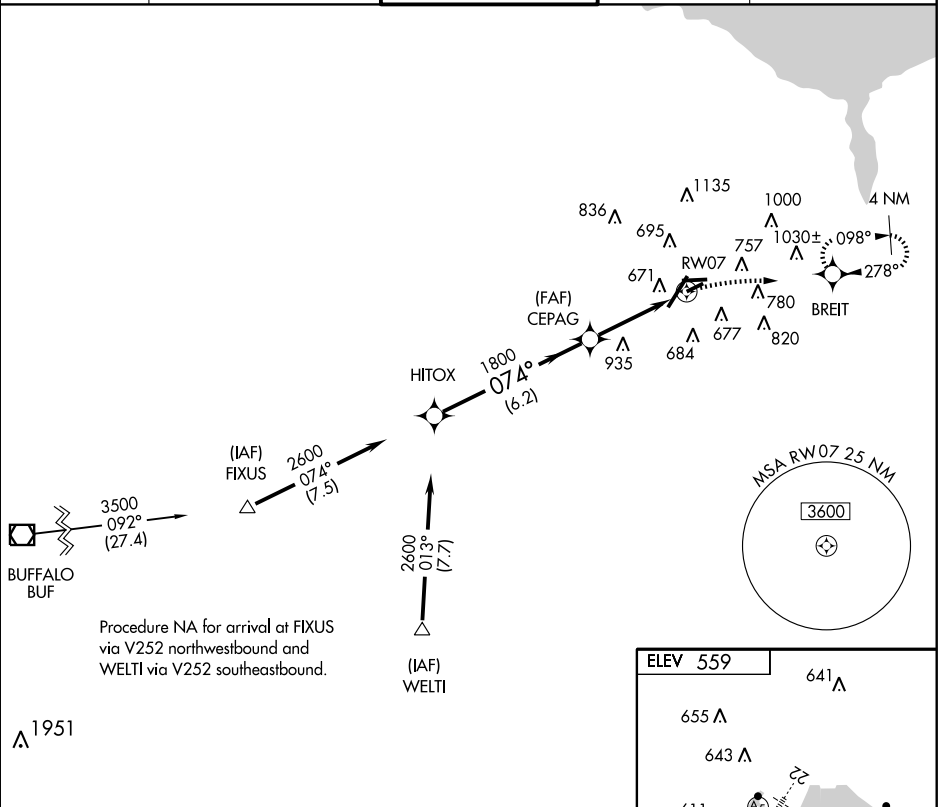 1135
1000
4 NM
836
695
1030±
098°
757
RW07
671
278°
(FAF)
CEPAG
780
BREIT
677
820
684
935
1800
074°
(6.2)
HITOX
(IAF)
FIXUS
2600
074°
(7.5)
MSA RW07 25 NM
3600
3500
092°
(27.4)
2600
013°
(7.7)
BUFFALO
BUF
Procedure NA for arrival at FIXUS
via V252 northwestbound and
WELTI via V252 southeastbound.
(IAF)
WELTI
ELEV 559
641
655
1951
643
22